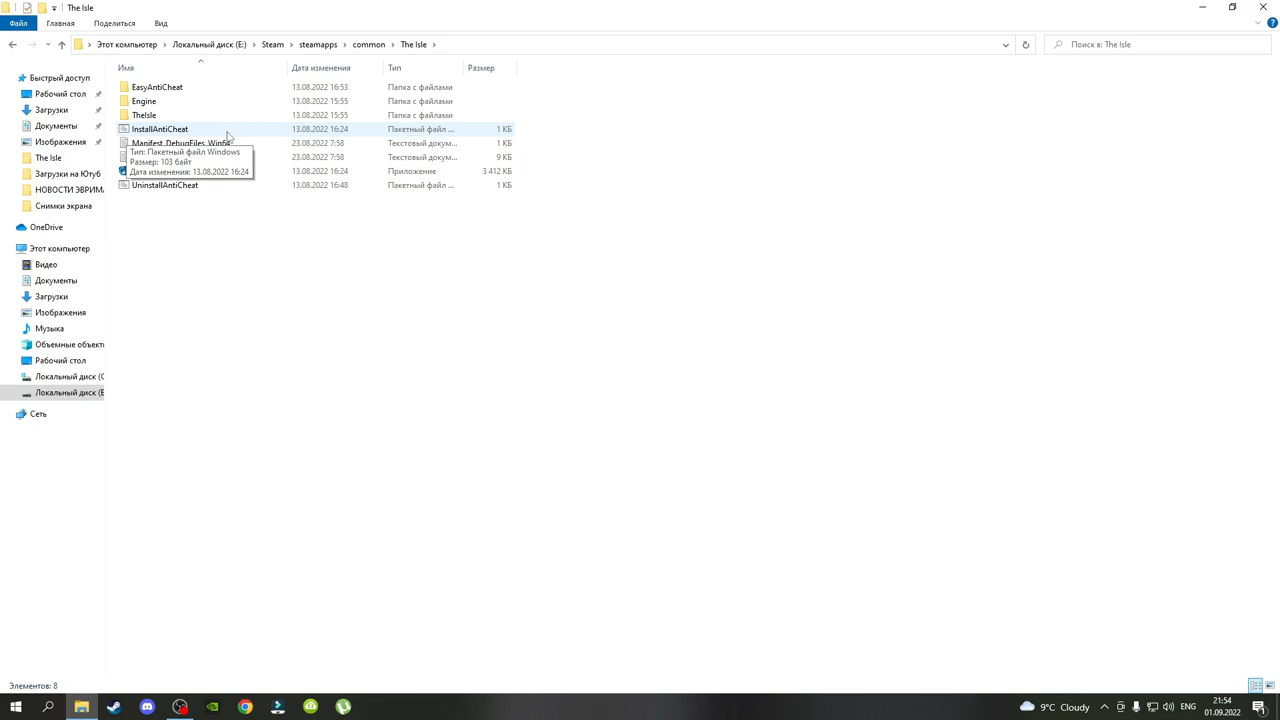 The Isle
Файл Главная Поделиться Вид
Этот компьютер Локальный диск (E:) Steam steamapps common The Isle
Поиск в: The Isle
Имя Дата изменения Тип Размер
EasyAntiCheat 13.08.2022 16:53 Папка с файлами
Engine 13.08.2022 15:55 Папка с файлами
TheIsle 13.08.2022 15:55 Папка с файлами
InstallAntiCheat 13.08.2022 16:24 Пакетный файл ... 1 КБ
Manifest_DebugFiles_Win64 23.08.2022 7:58 Текстовый докум... 1 КБ
23.08.2022 7:58 Текстовый докум... 9 КБ
13.08.2022 16:24 Приложение 3 412 КБ
UninstallAntiCheat 13.08.2022 16:48 Пакетный файл ... 1 КБ
Тип: Пакетный файл Windows
Размер: 103 байт
Дата изменения: 13.08.2022 16:24
Быстрый доступ
Рабочий стол
Загрузки
Документы
Изображения
The Isle
Загрузки на Ютуб
НОВОСТИ ЭВРИМА
Снимки экрана
OneDrive
Этот компьютер
Видео
Документы
Загрузки
Изображения
Музыка
Объемные объект
Рабочий стол
Локальный диск (C
Локальный диск (E
Сеть
Элементов: 8
9°C Cloudy
ENG
21:54
01.09.2022
1